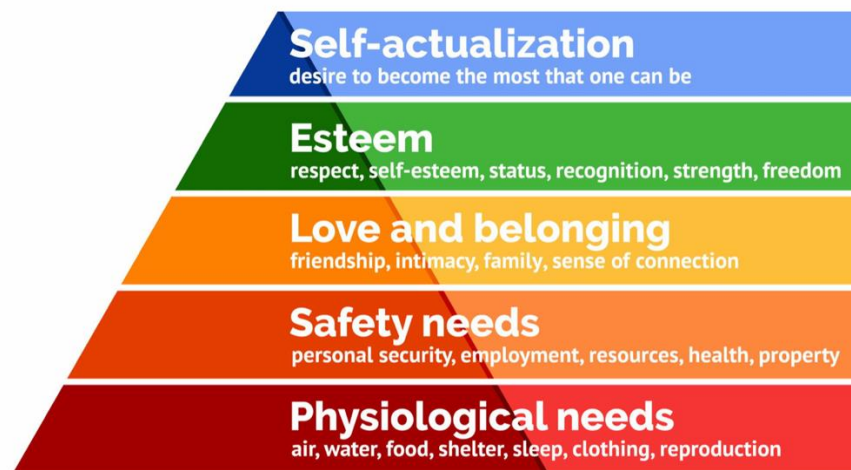 Self-actualization
desire to become the most that one can be
Esteem
respect, self-esteem, status, recognition, strength, freedom
Love and belonging
friendship, intimacy, family, sense of connection
Safety needs
personal security, employment, resources, health, property
Physiological needs
air, water, food, shelter, sleep, clothing, reproduction